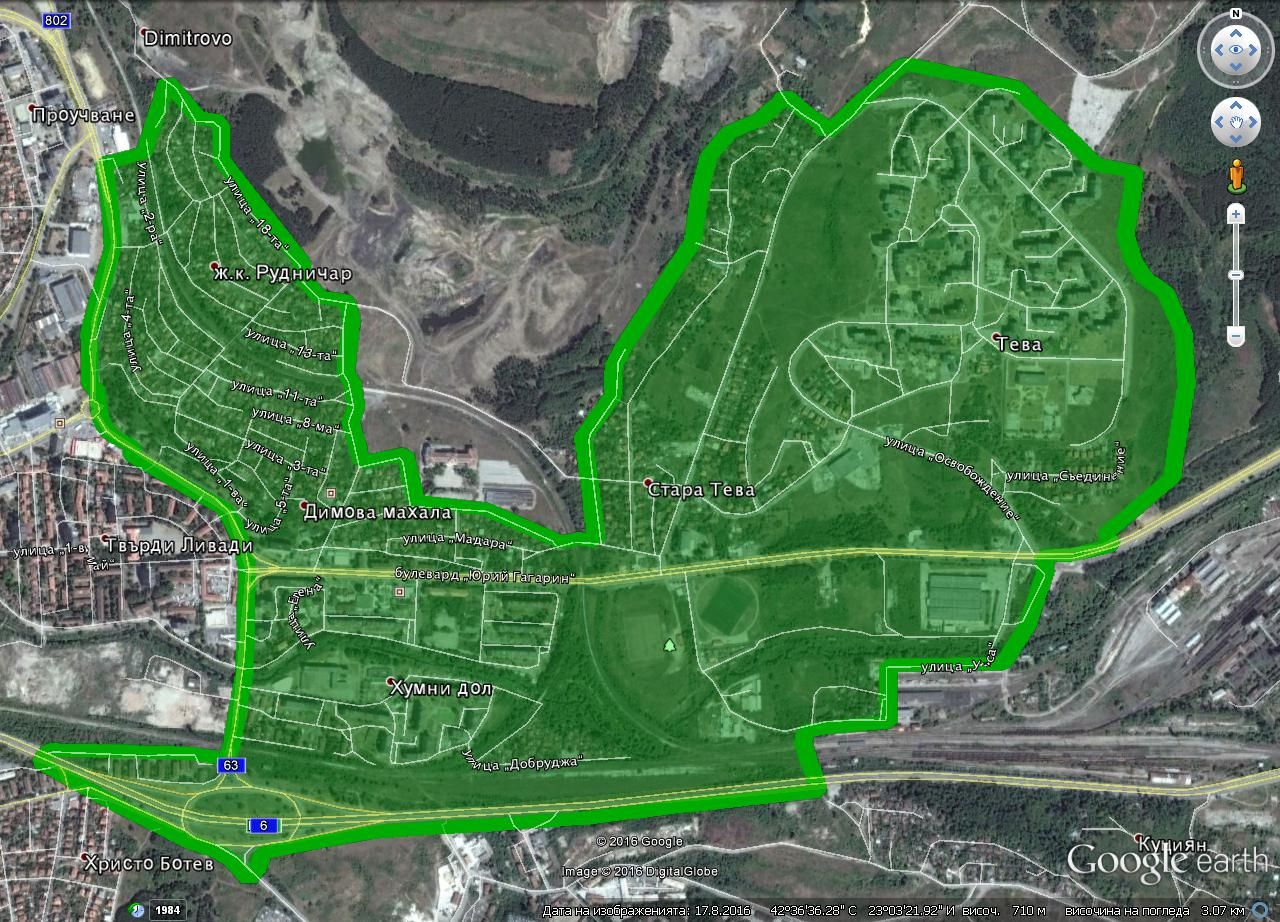 802
Dimitrovo
N
Проучване
улица „2-ра“
улица „18-та“
ж.к. Рудничар
улица „4-та“
улица „13-та“
Тева
улица „11-та“
улица „8-ма“
улица „3-та“
улица „1-ва“
улица „5-та“
улица „Освобождение“
улица „Съединение“
Стара Тева
Димова махала
Твърди Ливади
улица „Мадара“
булевард „Юрий Гагарин“
улица „Елена“
Хумни дол
улица „Добруджа“
63
6
Христо Ботев
Куциян
© 2016 Google
Image © 2016 DigitalGlobe
Google earth
1984
Дата на изображенията: 17.8.2016 42°36'36.28" С 23°03'21.92" И височ. 710 м височина на погледа 3.07 км